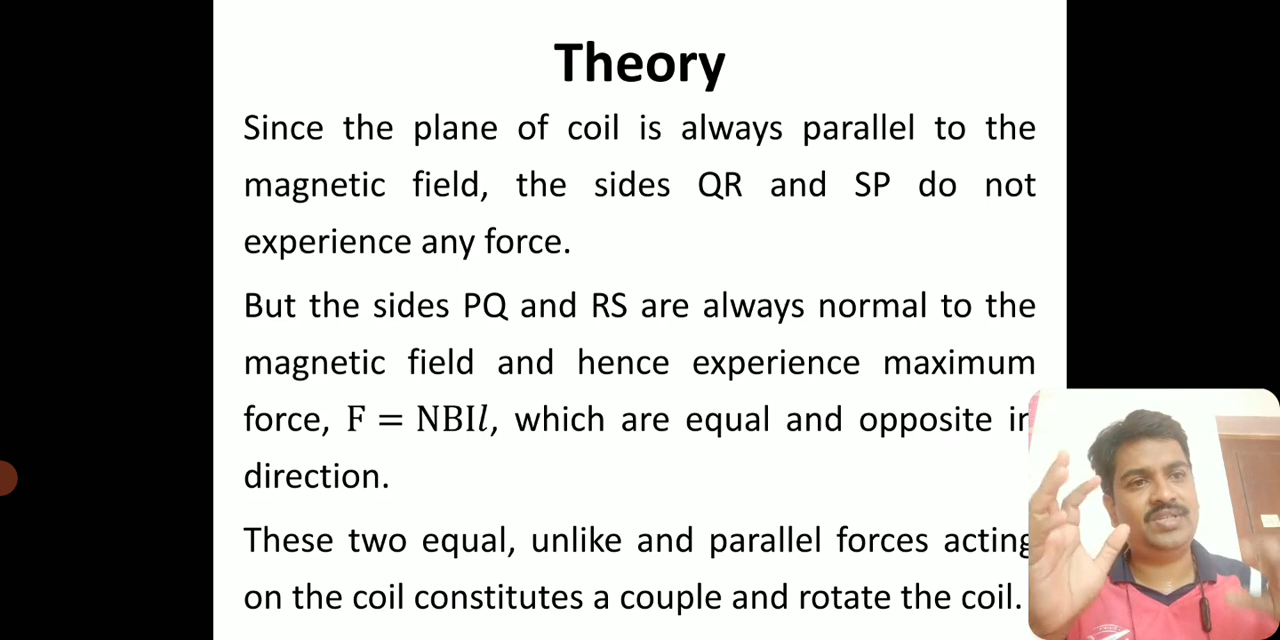 Theory
Since the plane of coil is always parallel to the
magnetic field, the sides QR and SP do not
experience any force.
But the sides PQ and RS are always normal to the
magnetic field and hence experience maximum
force, F = NBIl, which are equal and opposite in
direction.
These two equal, unlike and parallel forces acting
on the coil constitutes a couple and rotate the coil.